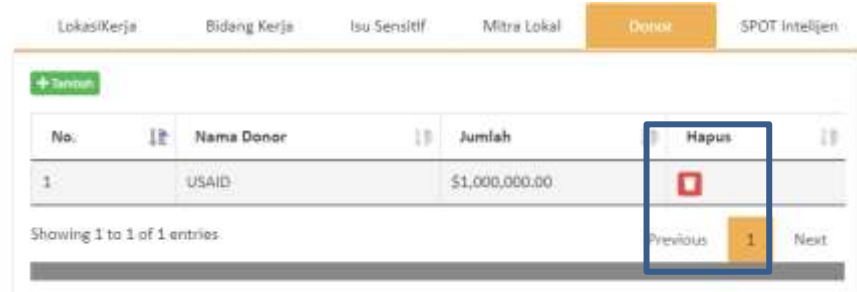 LokasiKerja Bidang Kerja Isu Sensitif Mitra Lokal Donor SPOT Intelijen
+ Tambah
No. Nama Donor Jumlah Hapus
1 USAID $1,000,000.00
Showing 1 to 1 of 1 entries Previous 1 Next